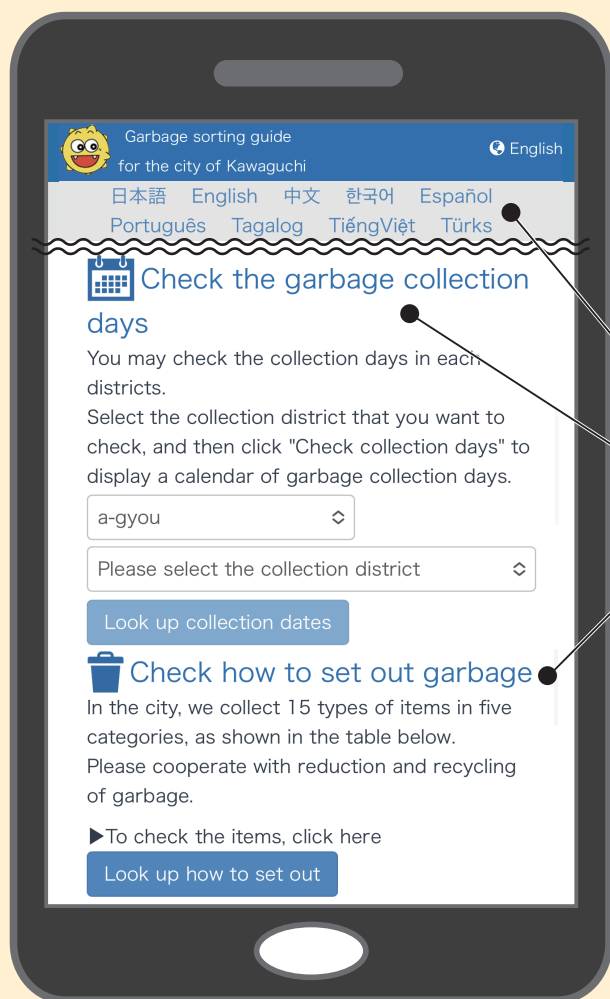 Garbage sorting guide
for the city of Kawaguchi
English
日本語 English 中文 한국어 Español
Português Tagalog TiếngViệt Türks
Check the garbage collection
days
You may check the collection days in each
districts.
Select the collection district that you want to
check, and then click "Check collection days" to
display a calendar of garbage collection days.
a-gyou
Please select the collection district
Look up collection dates
Check how to set out garbage
In the city, we collect 15 types of items in five
categories, as shown in the table below.
Please cooperate with reduction and recycling
of garbage.
▶To check the items, click here
Look up how to set out